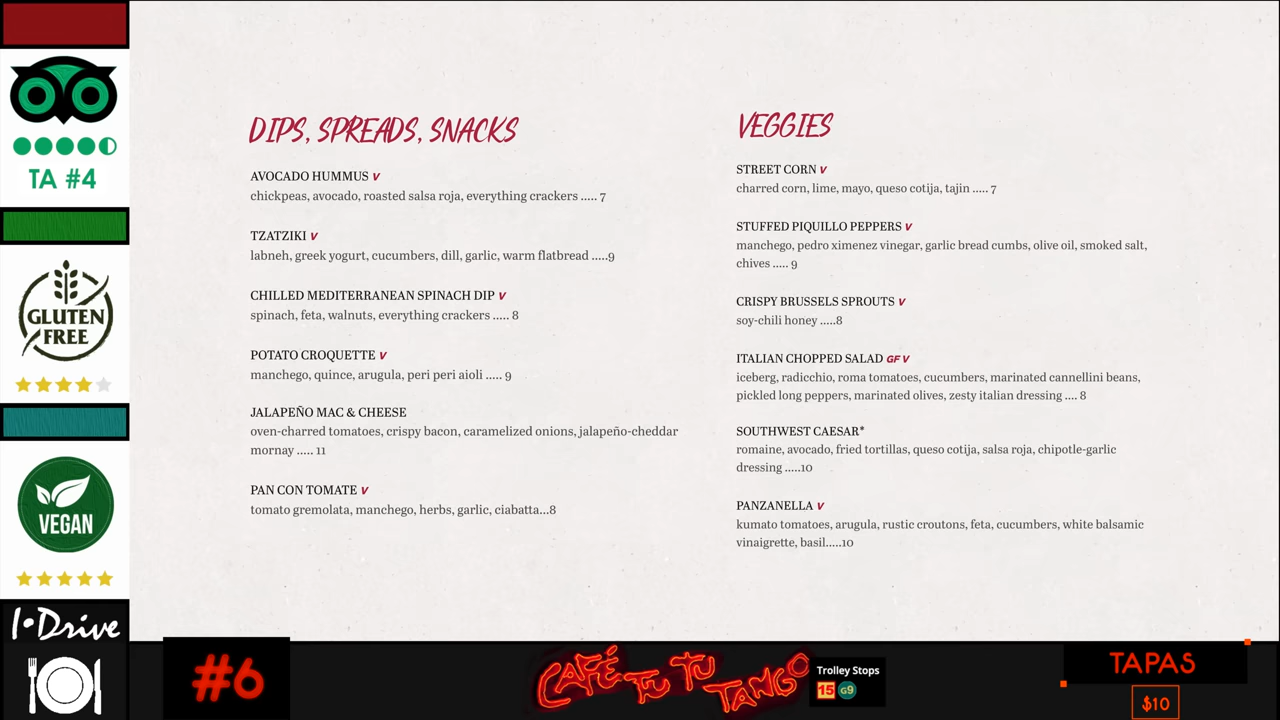 TA #4
GLUTEN
FREE
VEGAN
I•Drive
DIPS, SPREADS, SNACKS
AVOCADO HUMMUS V
chickpeas, avocado, roasted salsa roja, everything crackers ..... 7
TZATZIKI V
labneh, greek yogurt, cucumbers, dill, garlic, warm flatbread .....9
CHILLED MEDITERRANEAN SPINACH DIP V
spinach, feta, walnuts, everything crackers ..... 8
POTATO CROQUETTE V
manchego, quince, arugula, peri peri aioli ..... 9
JALAPEÑO MAC & CHEESE
oven-charred tomatoes, crispy bacon, caramelized onions, jalapeño-cheddar
mornay ..... 11
PAN CON TOMATE V
tomato gremolata, manchego, herbs, garlic, ciabatta...8
VEGGIES
STREET CORN V
charred corn, lime, mayo, queso cotija, tajin ..... 7
STUFFED PIQUILLO PEPPERS V
manchego, pedro ximenez vinegar, garlic bread cumbs, olive oil, smoked salt,
chives ..... 9
CRISPY BRUSSELS SPROUTS V
soy-chili honey .....8
ITALIAN CHOPPED SALAD GF V
iceberg, radicchio, roma tomatoes, cucumbers, marinated cannellini beans,
pickled long peppers, marinated olives, zesty italian dressing .... 8
SOUTHWEST CAESAR*
romaine, avocado, fried tortillas, queso cotija, salsa roja, chipotle-garlic
dressing .....10
PANZANELLA V
kumato tomatoes, arugula, rustic croutons, feta, cucumbers, white balsamic
vinaigrette, basil.....10
#6
CAFÉ TU TU TANGO
Trolley Stops
15 G9
TAPAS
$10